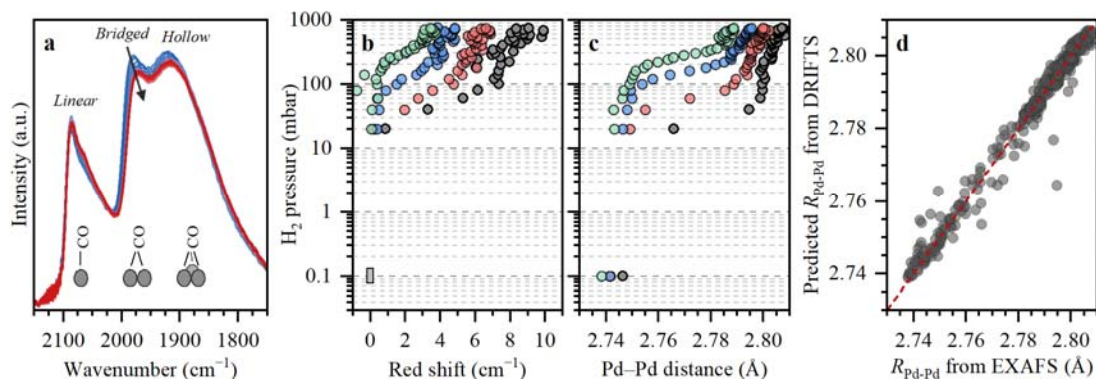 a
Bridged
Hollow
Linear
CO
CO
CO
Intensity (a.u.)
2100 2000 1900 1800
Wavenumber (cm⁻¹)
b
H₂ pressure (mbar)
1000
100
10
1
0.1
0 2 4 6 8 10
Red shift (cm⁻¹)
c
2.74 2.76 2.78 2.80
Pd–Pd distance (Å)
d
Predicted R_Pd-Pd from DRIFTS
2.80
2.78
2.76
2.74
2.74 2.76 2.78 2.80
R_Pd-Pd from EXAFS (Å)